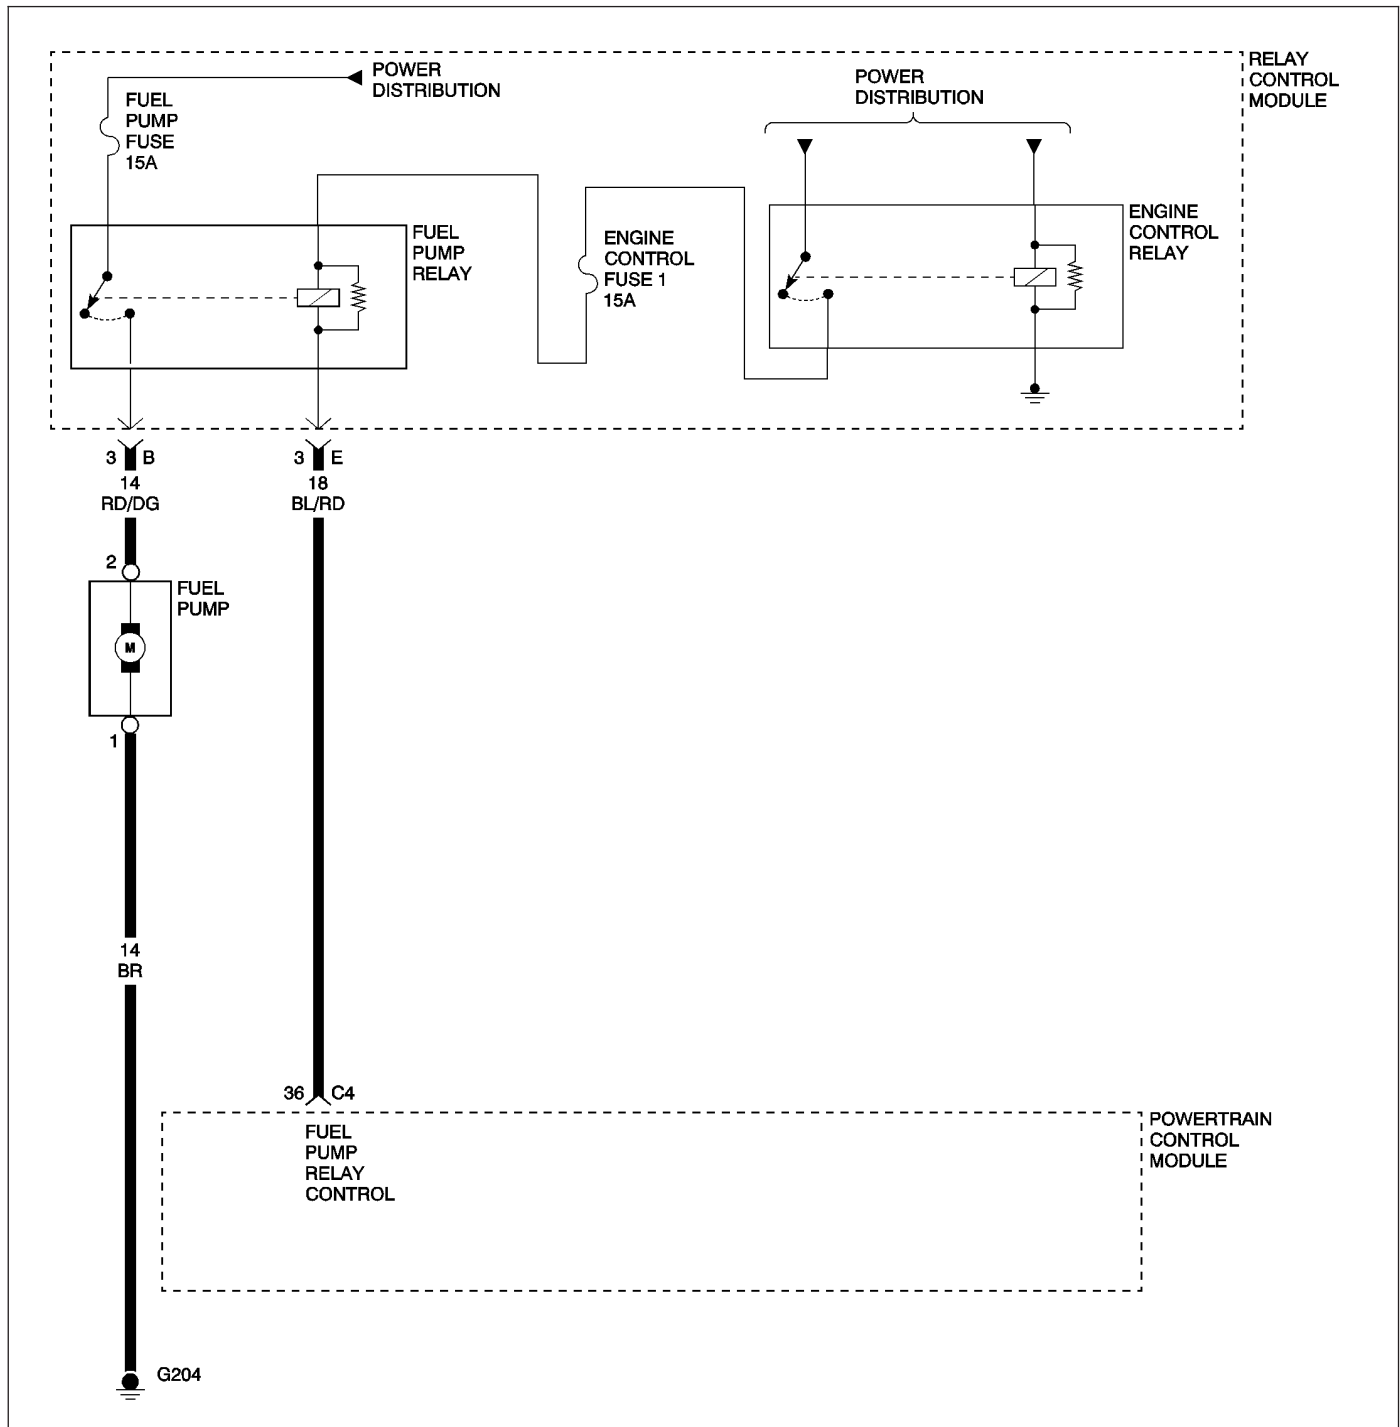 RELAY
CONTROL
MODULE
POWER
DISTRIBUTION
POWER
DISTRIBUTION
FUEL
PUMP
FUSE
15A
FUEL
PUMP
RELAY
ENGINE
CONTROL
FUSE 1
15A
ENGINE
CONTROL
RELAY
3 B
14
RD/DG
3 E
18
BL/RD
2
FUEL
PUMP
M
1
14
BR
36 C4
FUEL
PUMP
RELAY
CONTROL
POWERTRAIN
CONTROL
MODULE
G204